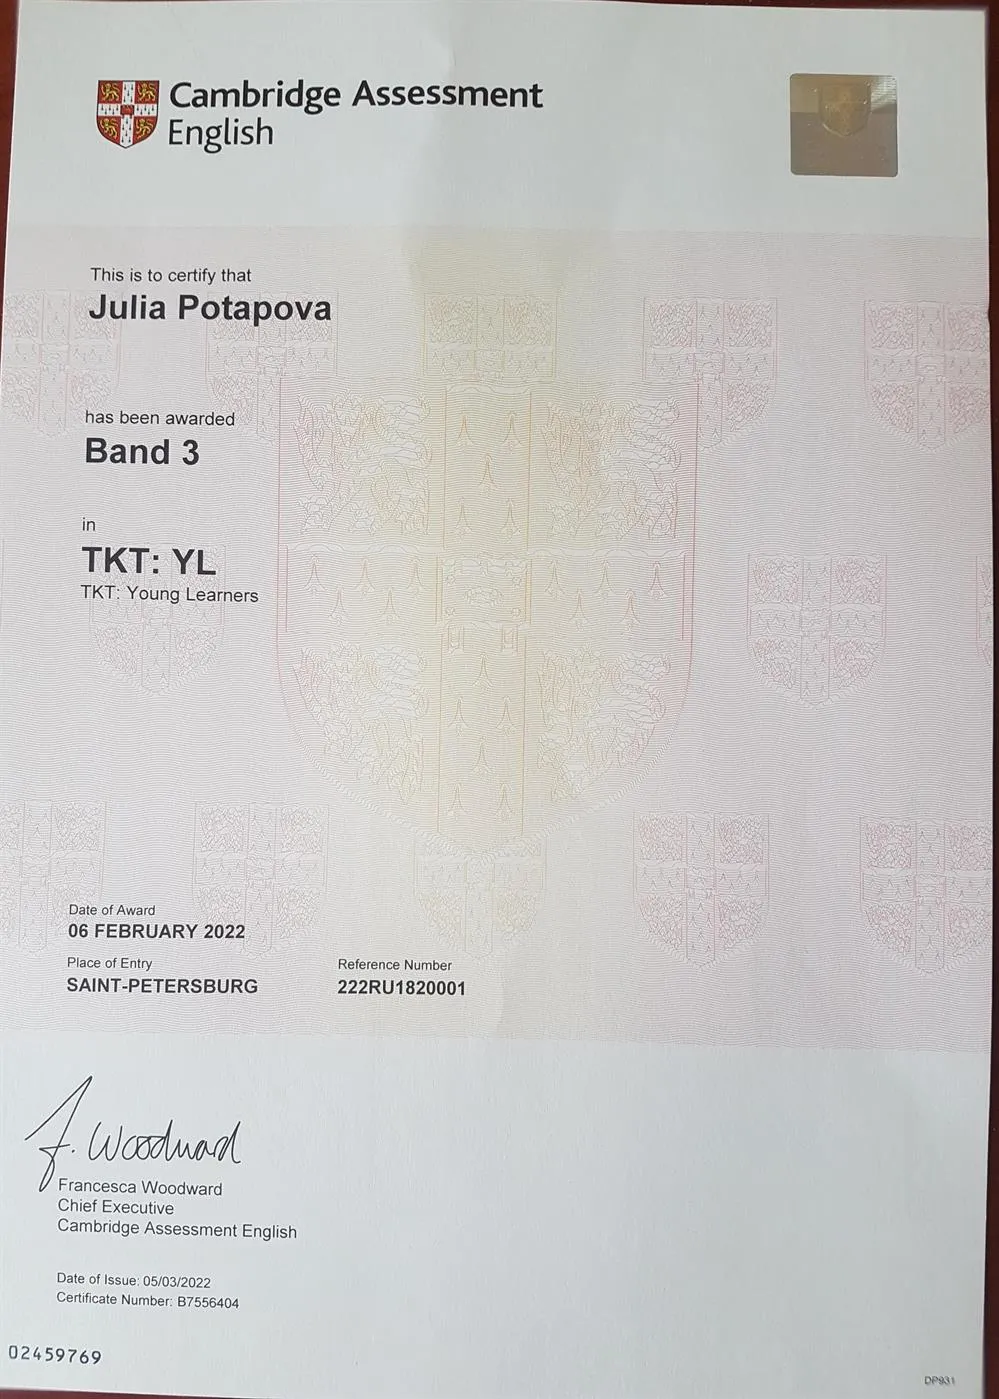 Cambridge Assessment
English
This is to certify that
Julia Potapova
has been awarded
Band 3
in
TKT: YL
TKT: Young Learners
Date of Award
06 FEBRUARY 2022
Place of Entry
SAINT-PETERSBURG
Reference Number
222RU1820001
F. Woodward
Francesca Woodward
Chief Executive
Cambridge Assessment English
Date of Issue: 05/03/2022
Certificate Number: B7556404
02459769
DP931